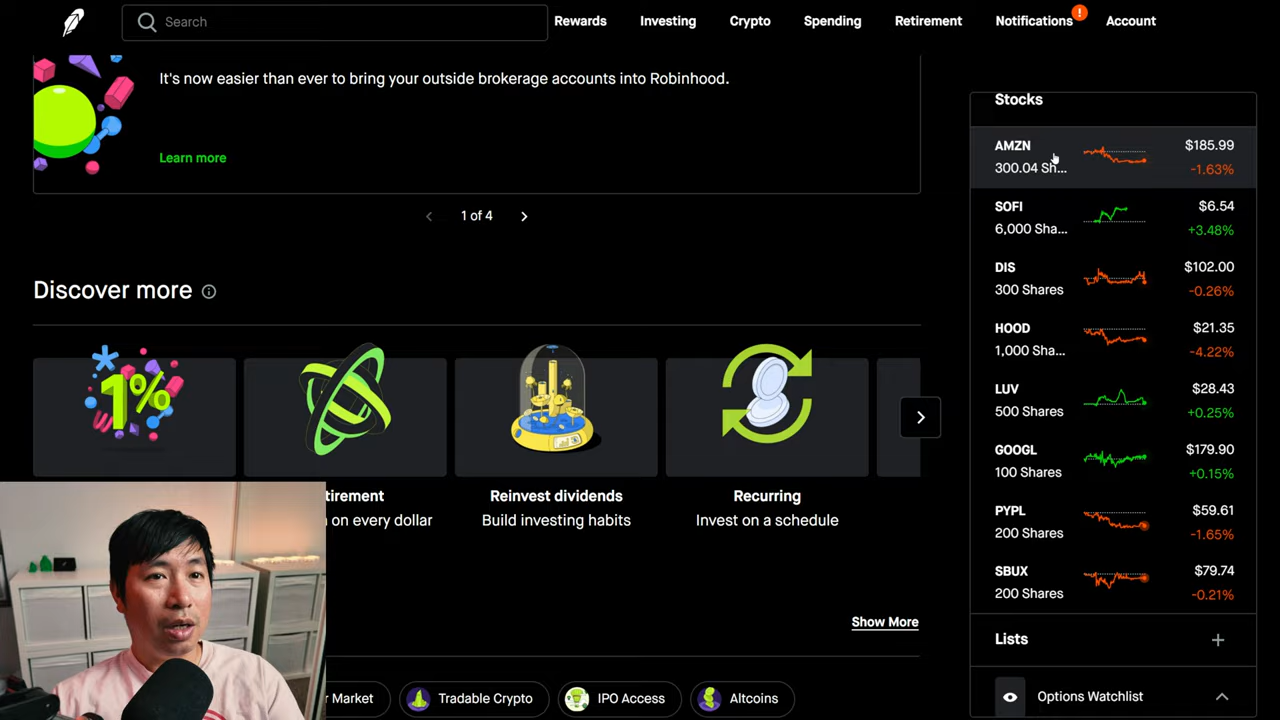 Search
Rewards
Investing
Crypto
Spending
Retirement
Notifications
!
Account
It's now easier than ever to bring your outside brokerage accounts into Robinhood.
Learn more
1 of 4
Discover more
1%
Reinvest dividends
Recurring
on every dollar
Build investing habits
Invest on a schedule
Show More
Market
Tradable Crypto
IPO Access
Altcoins
Stocks
AMZN
300.04 Sh...
$185.99
-1.63%
SOFI
6,000 Sha...
$6.54
+3.48%
DIS
300 Shares
$102.00
-0.26%
HOOD
1,000 Sha...
$21.35
-4.22%
LUV
500 Shares
$28.43
+0.25%
GOOGL
100 Shares
$179.90
+0.15%
PYPL
200 Shares
$59.61
-1.65%
SBUX
200 Shares
$79.74
-0.21%
Lists
Options Watchlist